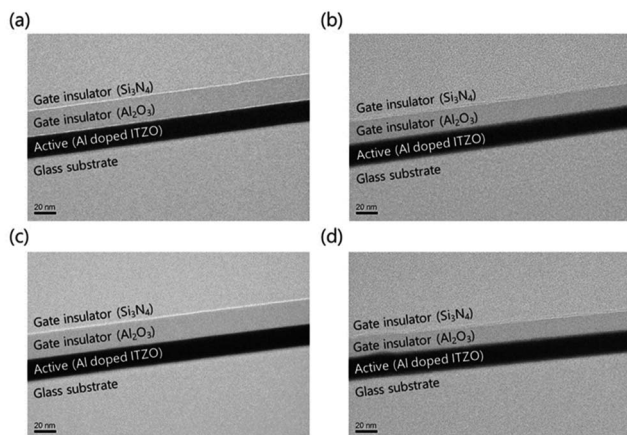 (a)
Gate insulator (Si₃N₄)
Gate insulator (Al₂O₃)
Active (Al doped ITZO)
Glass substrate
20 nm
(b)
Gate insulator (Si₃N₄)
Gate insulator (Al₂O₃)
Active (Al doped ITZO)
Glass substrate
20 nm
(c)
Gate insulator (Si₃N₄)
Gate insulator (Al₂O₃)
Active (Al doped ITZO)
Glass substrate
20 nm
(d)
Gate insulator (Si₃N₄)
Gate insulator (Al₂O₃)
Active (Al doped ITZO)
Glass substrate
20 nm